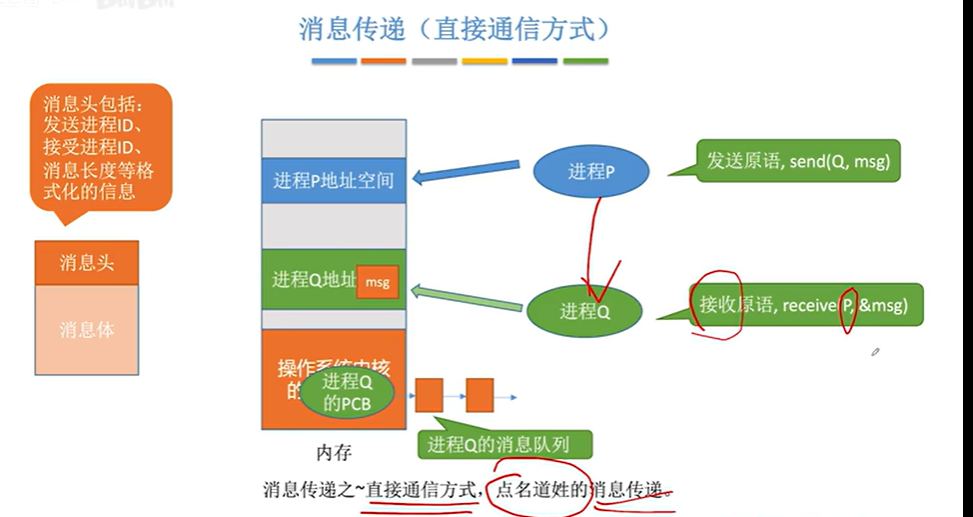 消息传递（直接通信方式）
消息头包括：
发送进程ID、
接受进程ID、
消息长度等格
式化的信息
消息头
消息体
进程P地址空间
进程Q地址
msg
操作系统内核
的
进程Q
的PCB
内存
进程P
发送原语, send(Q, msg)
进程Q
接收原语, receive(P, &msg)
进程Q的消息队列
消息传递之~直接通信方式，点名道姓的消息传递。